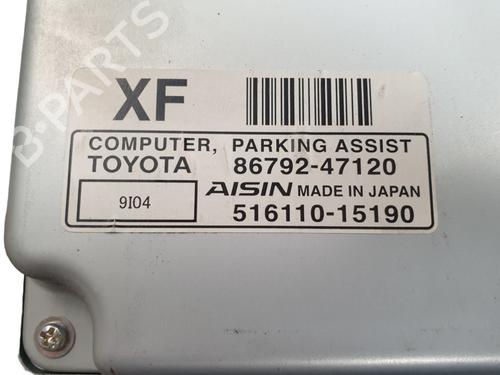 XF
COMPUTER, PARKING ASSIST
TOYOTA 86792-47120
9I04 AISIN MADE IN JAPAN
516110-15190
B-PARTS